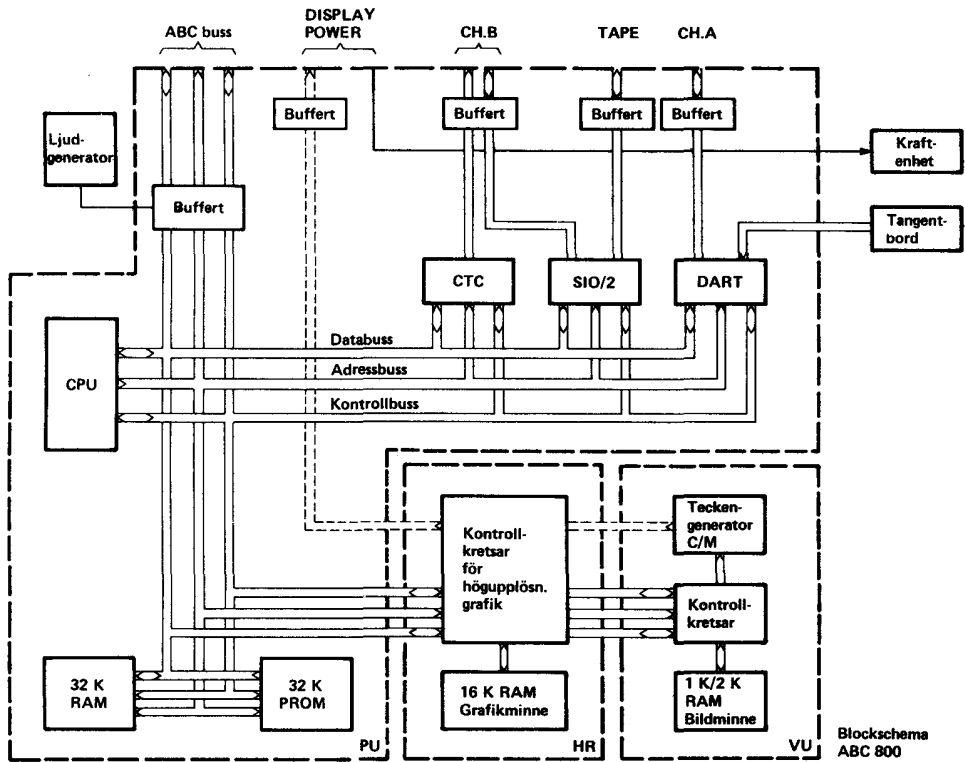 DISPLAY
ABC buss
POWER
CH.B
TAPE
CH.A
Buffert
Buffert
Buffert
Buffert
Ljud-
generator
Kraft-
enhet
Buffert
Tangent-
bord
CTC
SIO/2
DART
Databuss
CPU
Adressbuss
Kontrollbuss
Kontroll-
kretsar
för
högupplösn.
grafik
Tecken-
generator
C/M
Kontroll-
kretsar
32 K
RAM
32 K
PROM
16 K RAM
Grafikminne
1 K/2 K
RAM
Bildminne
PU
HR
VU
Blockschema
ABC 800